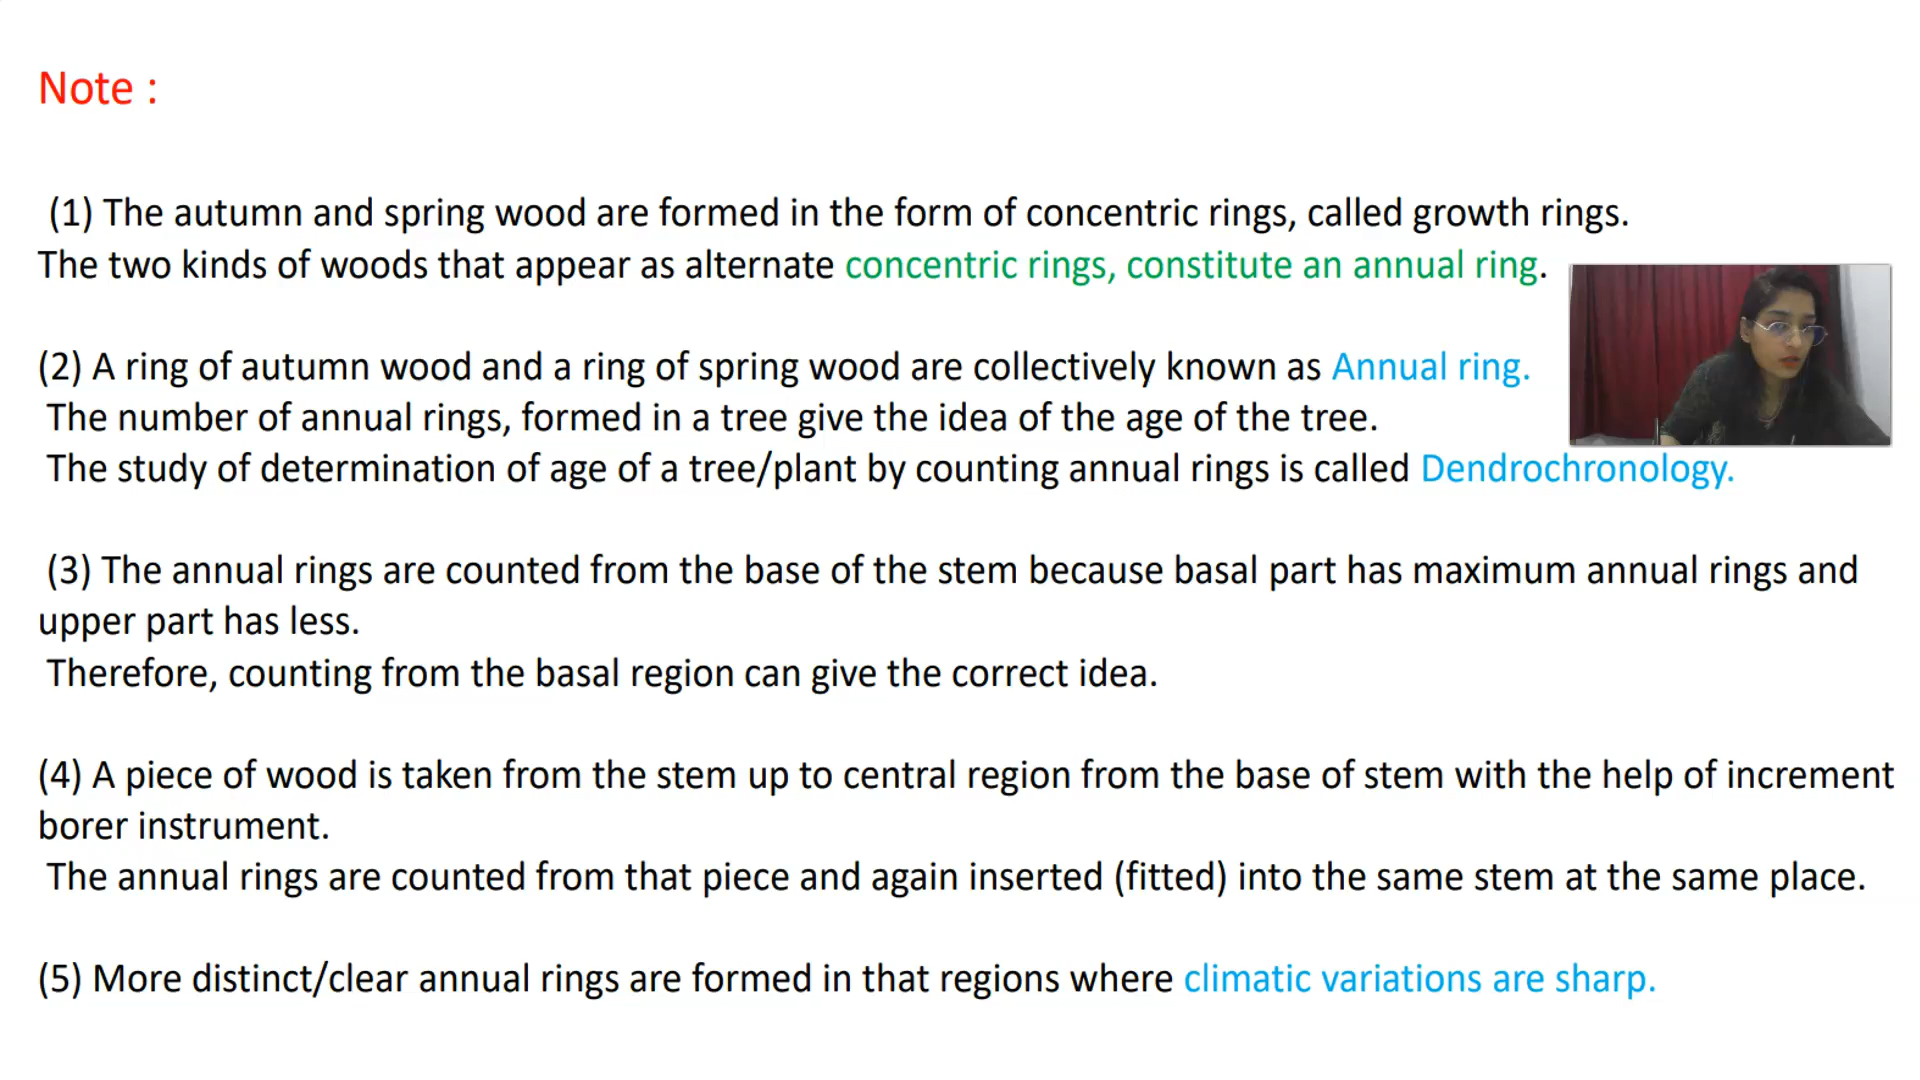 Note :
(1) The autumn and spring wood are formed in the form of concentric rings, called growth rings.
The two kinds of woods that appear as alternate concentric rings, constitute an annual ring.
(2) A ring of autumn wood and a ring of spring wood are collectively known as Annual ring.
The number of annual rings, formed in a tree give the idea of the age of the tree.
The study of determination of age of a tree/plant by counting annual rings is called Dendrochronology.
(3) The annual rings are counted from the base of the stem because basal part has maximum annual rings and
upper part has less.
Therefore, counting from the basal region can give the correct idea.
(4) A piece of wood is taken from the stem up to central region from the base of stem with the help of increment
borer instrument.
The annual rings are counted from that piece and again inserted (fitted) into the same stem at the same place.
(5) More distinct/clear annual rings are formed in that regions where climatic variations are sharp.